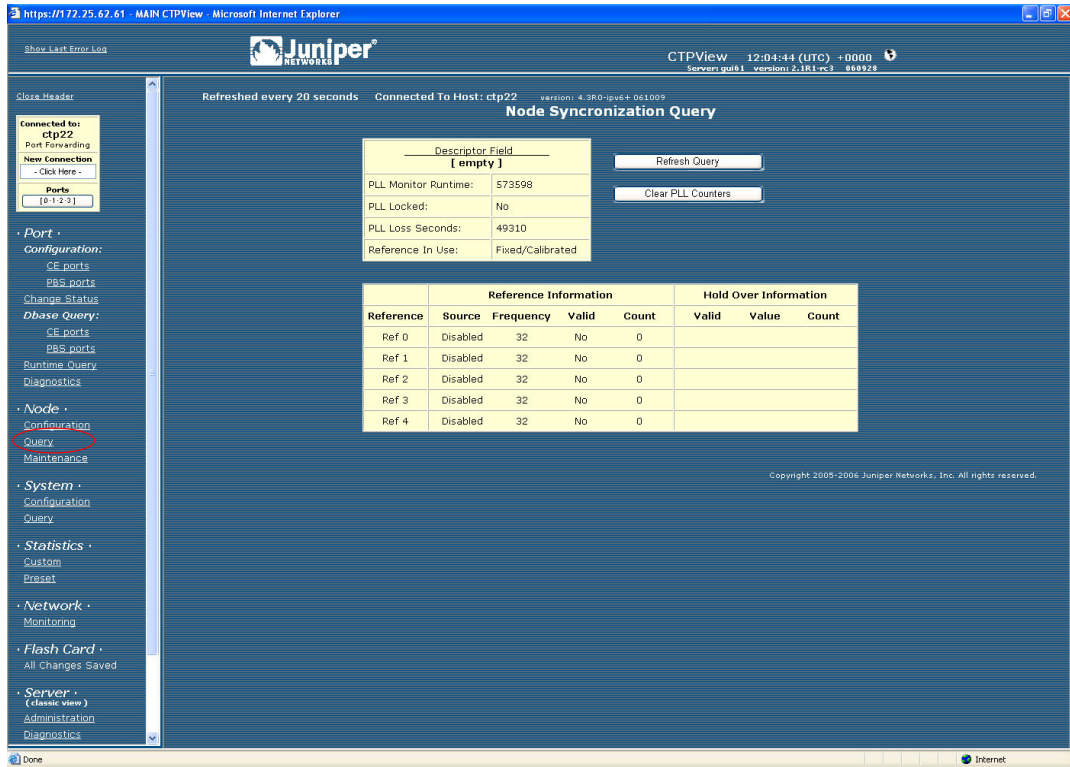 https://172.25.62.61 - MAIN CTPView - Microsoft Internet Explorer
Show Last Error Log
Juniper®
NETWORKS
CTPView 12:04:44 (UTC) +0000
Server: gui61 version: 2.1R1-rc3 060928
Close Header
Connected to:
ctp22
Port Forwarding
New Connection
- Click Here -
Ports
[0-1-2-3]
· Port ·
Configuration:
CE ports
PBS ports
Change Status
Dbase Query:
CE ports
PBS ports
Runtime Query
Diagnostics
· Node ·
Configuration
Query
Maintenance
· System ·
Configuration
Query
· Statistics ·
Custom
Preset
· Network ·
Monitoring
· Flash Card ·
All Changes Saved
· Server ·
( classic view )
Administration
Diagnostics
Refreshed every 20 seconds Connected To Host: ctp22 version: 4.3R0-ipv6+ 061009
Node Syncronization Query
Descriptor Field
[ empty ]
PLL Monitor Runtime: 573598
PLL Locked: No
PLL Loss Seconds: 49310
Reference In Use: Fixed/Calibrated
Refresh Query
Clear PLL Counters
Reference Information Hold Over Information
Reference Source Frequency Valid Count Valid Value Count
Ref 0 Disabled 32 No 0
Ref 1 Disabled 32 No 0
Ref 2 Disabled 32 No 0
Ref 3 Disabled 32 No 0
Ref 4 Disabled 32 No 0
Copyright 2005-2006 Juniper Networks, Inc. All rights reserved.
Done
Internet